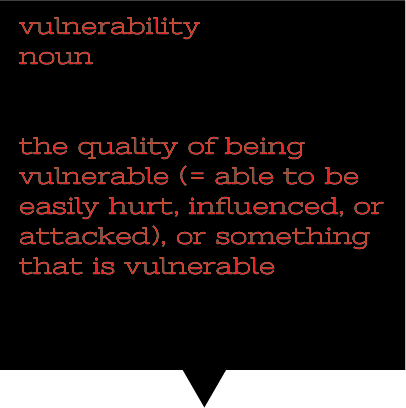 vulnerability
noun
the quality of being
vulnerable (= able to be
easily hurt, influenced, or
attacked), or something
that is vulnerable